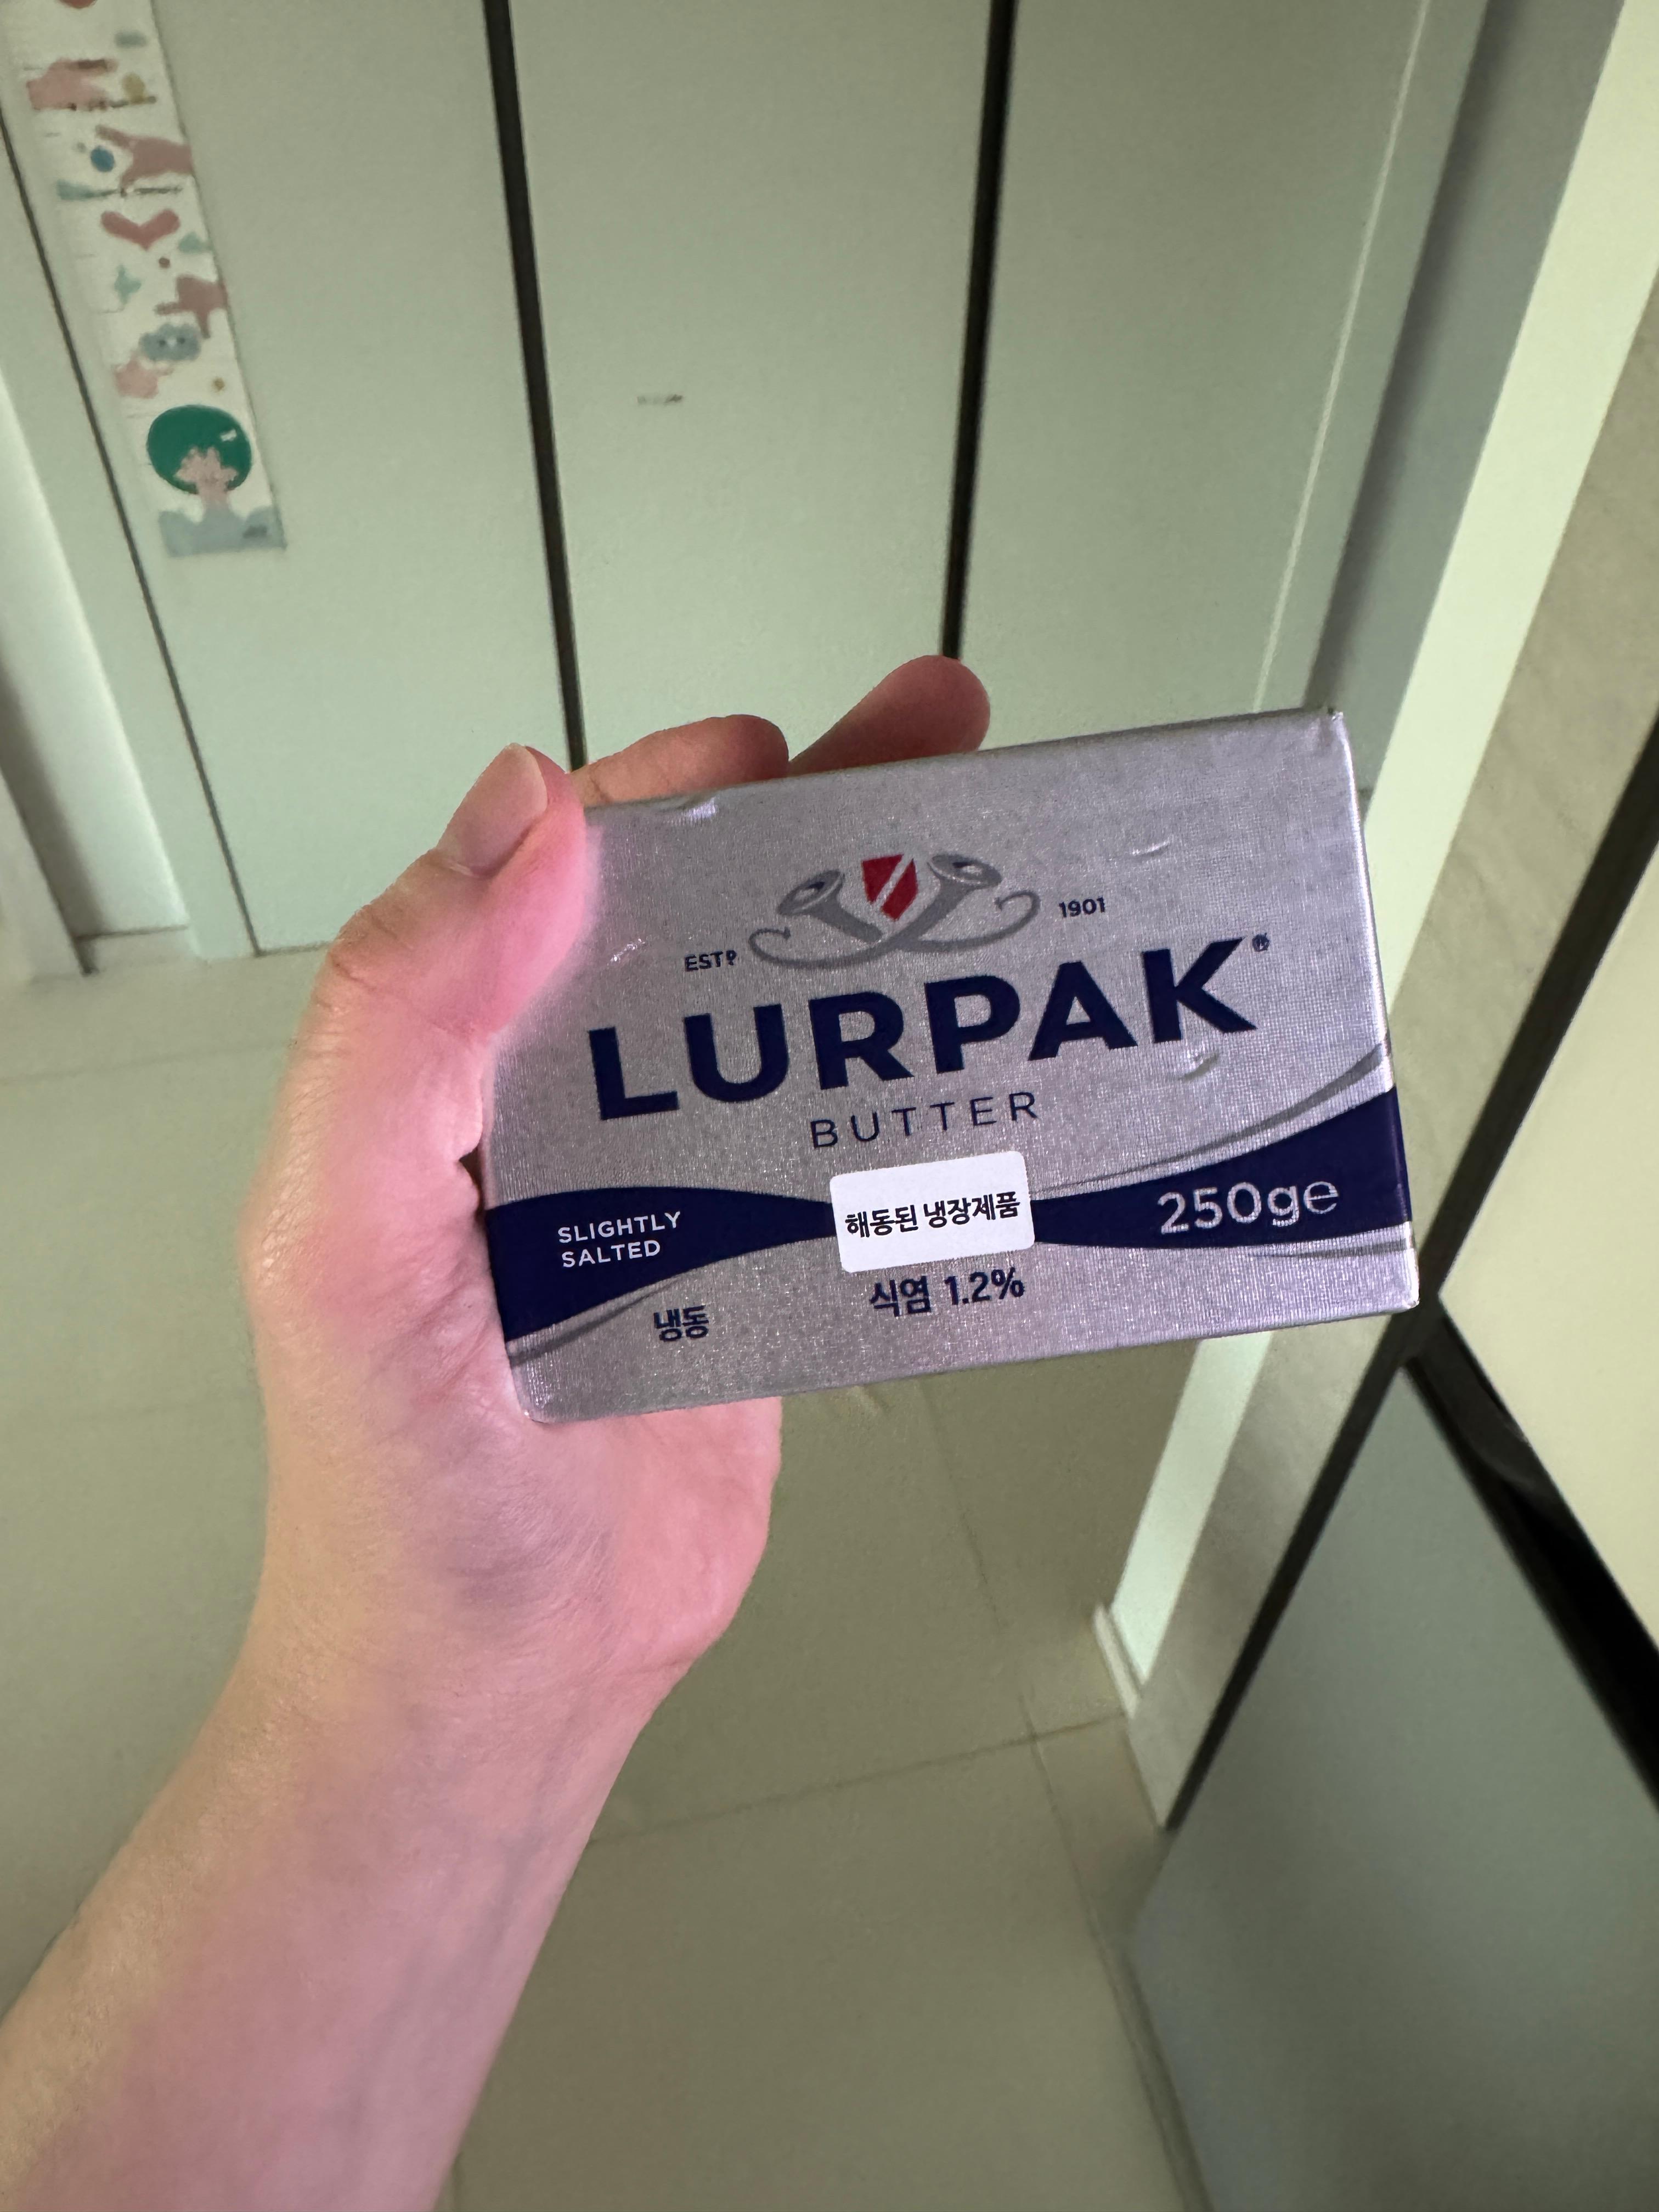 ESTD
1901
LURPAK®
BUTTER
SLIGHTLY
SALTED
해동된 냉장제품
250g℮
식염 1.2%
냉동